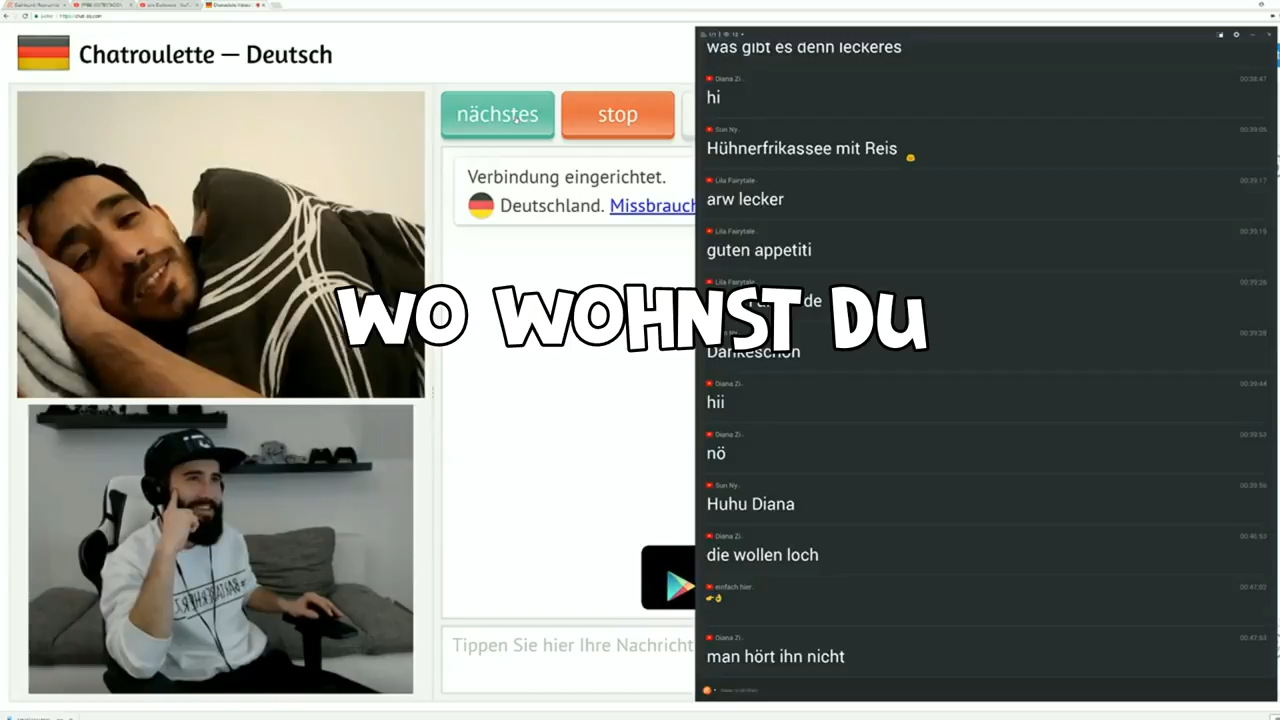 Chatroulette — Deutsch
nächstes
stop
Verbindung eingerichtet.
Deutschland. Missbrauch
Tippen Sie hier Ihre Nachricht
WO WOHNST DU
was gibt es denn leckeres
Diana Zi.
00:38:47
hi
Sun Ny.
00:39:05
Hühnerfrikassee mit Reis
Lila Fairytale.
00:39:17
arw lecker
Lila Fairytale.
00:39:19
guten appetiti
Lila Fairytale.
00:39:28
de
00:39:28
Dankeschön
Diana Zi.
00:39:44
hii
Diana Zi.
00:39:53
nö
Sun Ny.
00:39:56
Huhu Diana
Diana Zi.
00:46:53
die wollen loch
einfach hier.
00:47:02
Diana Zi.
00:47:53
man hört ihn nicht